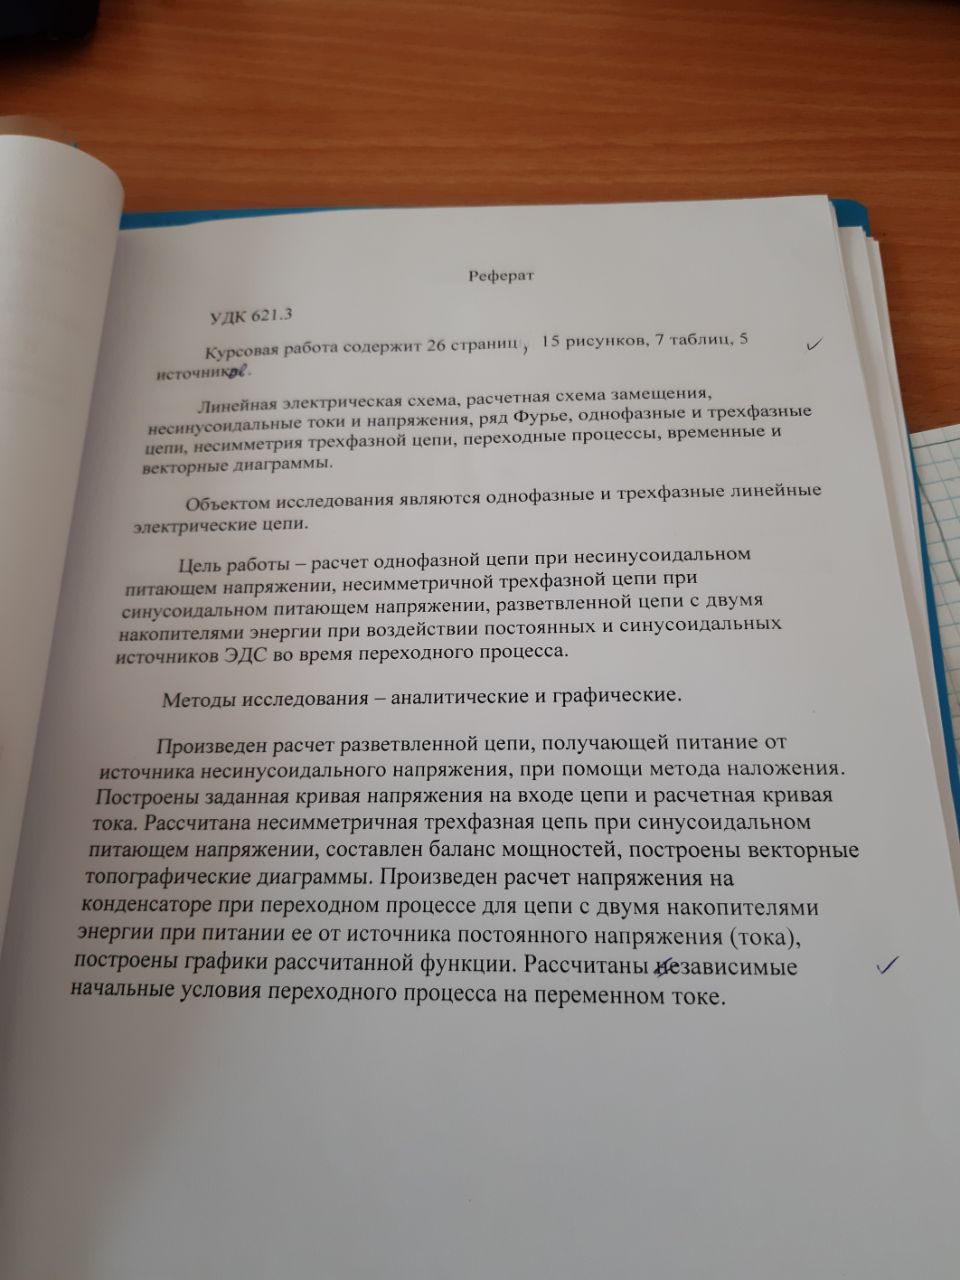 Реферат
УДК 621.3
Курсовая работа содержит 26 страниц, 15 рисунков, 7 таблиц, 5
источников.
Линейная электрическая схема, расчетная схема замещения,
несинусоидальные токи и напряжения, ряд Фурье, однофазные и трехфазные
цепи, несимметрия трехфазной цепи, переходные процессы, временные и
векторные диаграммы.
Объектом исследования являются однофазные и трехфазные линейные
электрические цепи.
Цель работы – расчет однофазной цепи при несинусоидальном
питающем напряжении, несимметричной трехфазной цепи при
синусоидальном питающем напряжении, разветвленной цепи с двумя
накопителями энергии при воздействии постоянных и синусоидальных
источников ЭДС во время переходного процесса.
Методы исследования – аналитические и графические.
Произведен расчет разветвленной цепи, получающей питание от
источника несинусоидального напряжения, при помощи метода наложения.
Построены заданная кривая напряжения на входе цепи и расчетная кривая
тока. Рассчитана несимметричная трехфазная цепь при синусоидальном
питающем напряжении, составлен баланс мощностей, построены векторные
топографические диаграммы. Произведен расчет напряжения на
конденсаторе при переходном процессе для цепи с двумя накопителями
энергии при питании ее от источника постоянного напряжения (тока),
построены графики рассчитанной функции. Рассчитаны независимые
начальные условия переходного процесса на переменном токе.